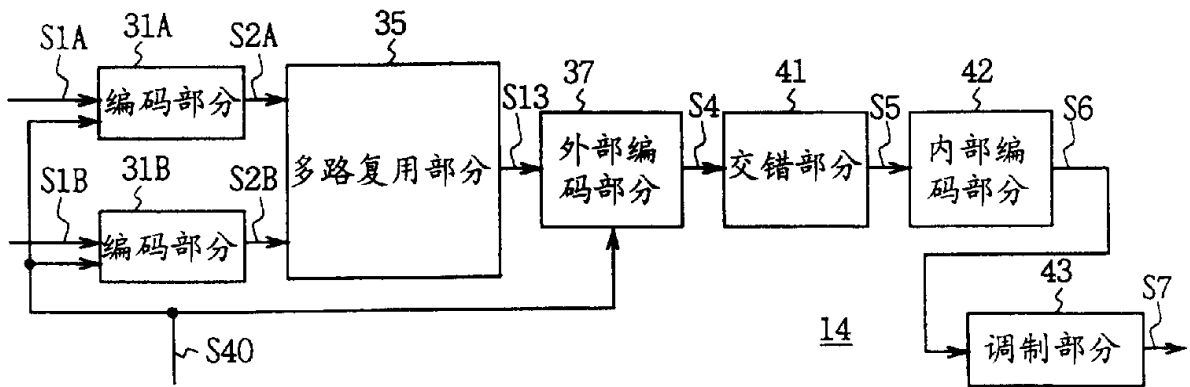 S1A
31A
编码部分
S2A
S1B
31B
编码部分
S2B
35
多路复用部分
S13
37
外部编
码部分
S4
41
交错部分
S5
42
内部编
码部分
S6
43
调制部分
S7
S40
14